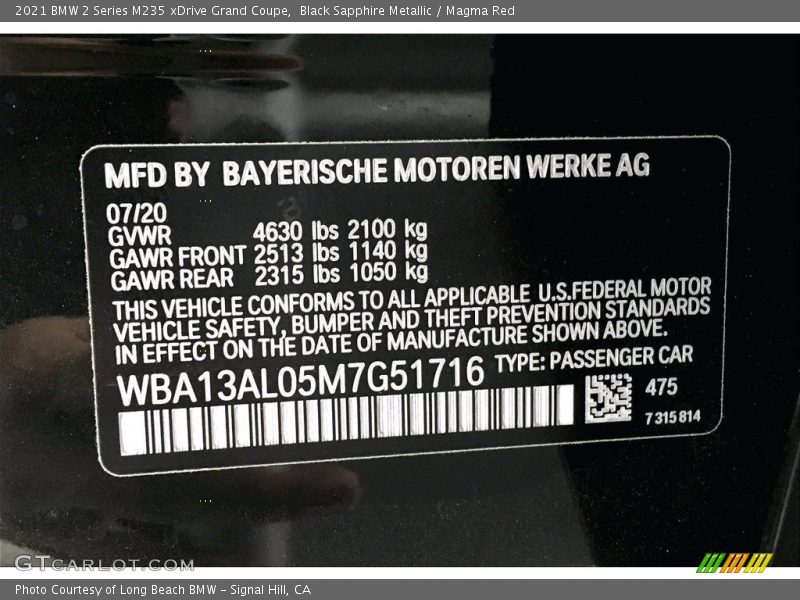 2021 BMW 2 Series M235 xDrive Grand Coupe,  Black Sapphire Metallic / Magma Red
MFD BY BAYERISCHE MOTOREN WERKE AG
07/20
GVWR 4630 lbs 2100 kg
GAWR FRONT 2513 lbs 1140 kg
GAWR REAR 2315 lbs 1050 kg
THIS VEHICLE CONFORMS TO ALL APPLICABLE U.S.FEDERAL MOTOR
VEHICLE SAFETY, BUMPER AND THEFT PREVENTION STANDARDS
IN EFFECT ON THE DATE OF MANUFACTURE SHOWN ABOVE.
WBA13AL05M7G51716 TYPE: PASSENGER CAR
475
7 315 814
GTCARLOT.COM
Photo Courtesy of Long Beach BMW – Signal Hill, CA